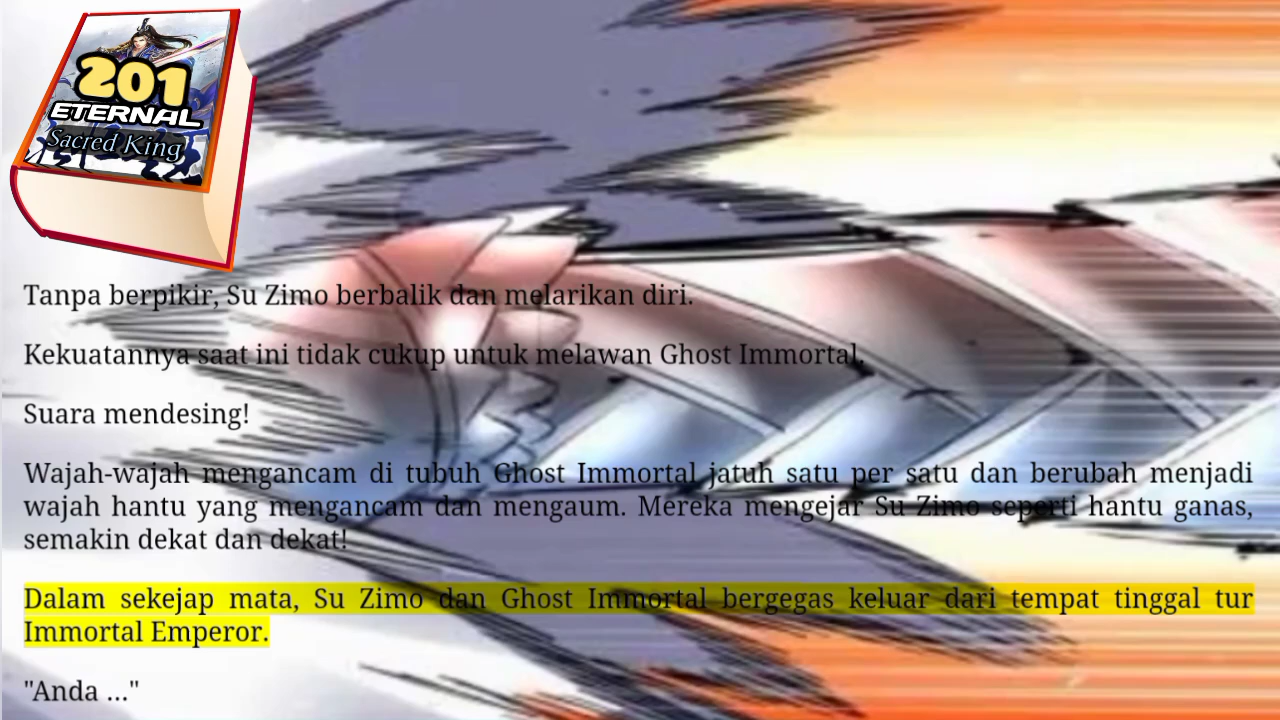 201
ETERNAL
Sacred King
Tanpa berpikir, Su Zimo berbalik dan melarikan diri.
Kekuatannya saat ini tidak cukup untuk melawan Ghost Immortal.
Suara mendesing!
Wajah-wajah mengancam di tubuh Ghost Immortal jatuh satu per satu dan berubah menjadi
wajah hantu yang mengancam dan mengaum. Mereka mengejar Su Zimo seperti hantu ganas,
semakin dekat dan dekat!
Dalam sekejap mata, Su Zimo dan Ghost Immortal bergegas keluar dari tempat tinggal tur
Immortal Emperor.
"Anda ..."